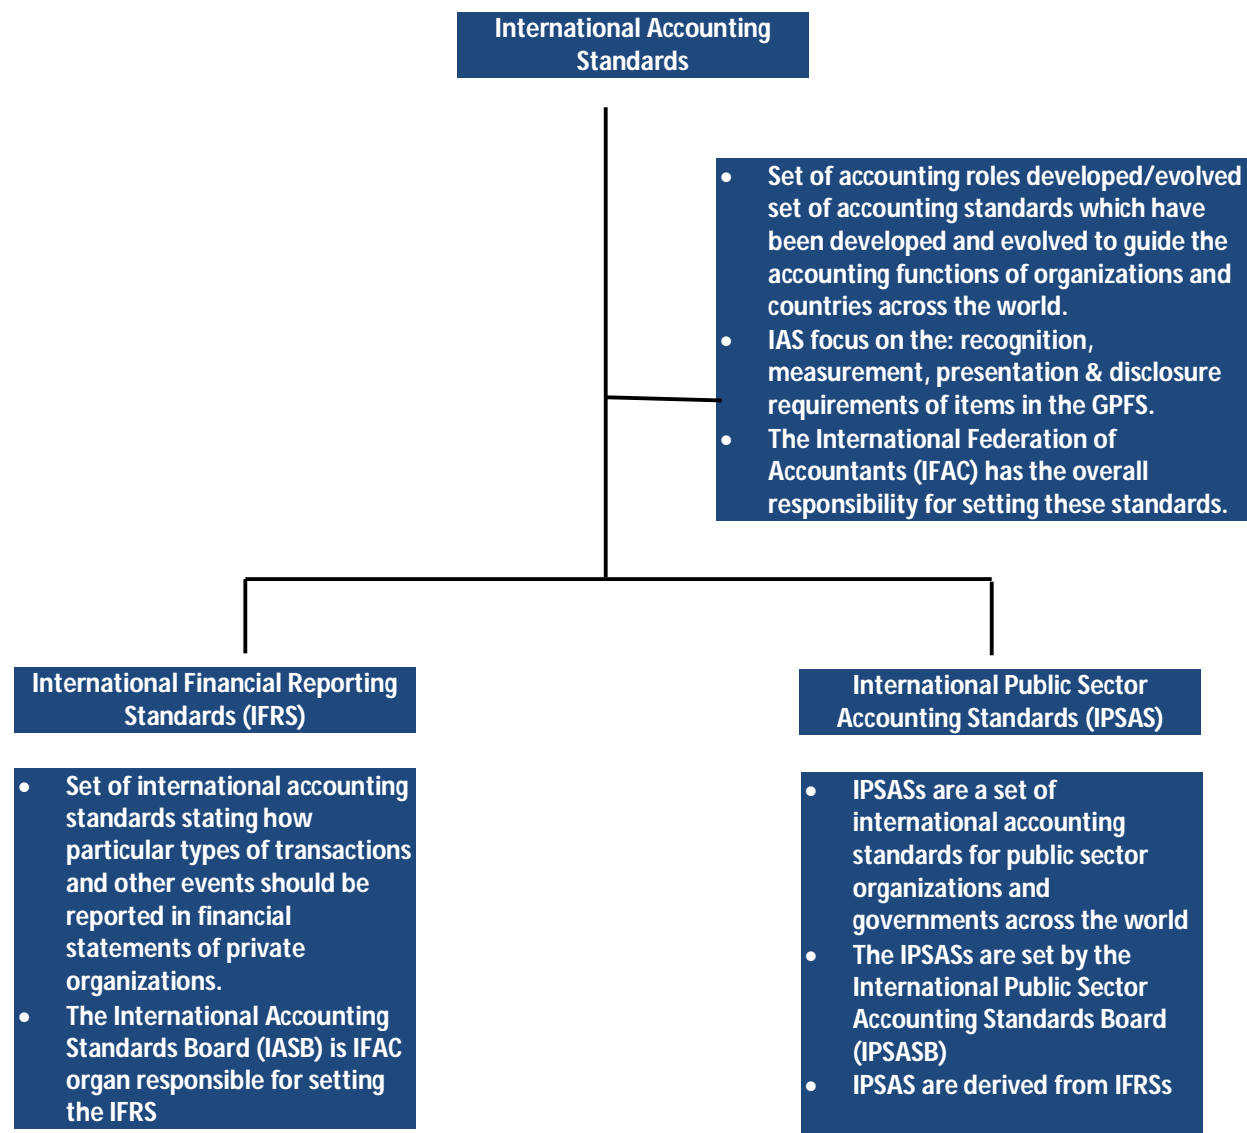 International Accounting
Standards
• Set of accounting roles developed/evolved
set of accounting standards which have
been developed and evolved to guide the
accounting functions of organizations and
countries across the world.
• IAS focus on the: recognition,
measurement, presentation & disclosure
requirements of items in the GPFS.
• The International Federation of
Accountants (IFAC) has the overall
responsibility for setting these standards.
International Financial Reporting
Standards (IFRS)
• Set of international accounting
standards stating how
particular types of transactions
and other events should be
reported in financial
statements of private
organizations.
• The International Accounting
Standards Board (IASB) is IFAC
organ responsible for setting
the IFRS
International Public Sector
Accounting Standards (IPSAS)
• IPSASs are a set of
international accounting
standards for public sector
organizations and
governments across the world
• The IPSASs are set by the
International Public Sector
Accounting Standards Board
(IPSASB)
• IPSAS are derived from IFRSs